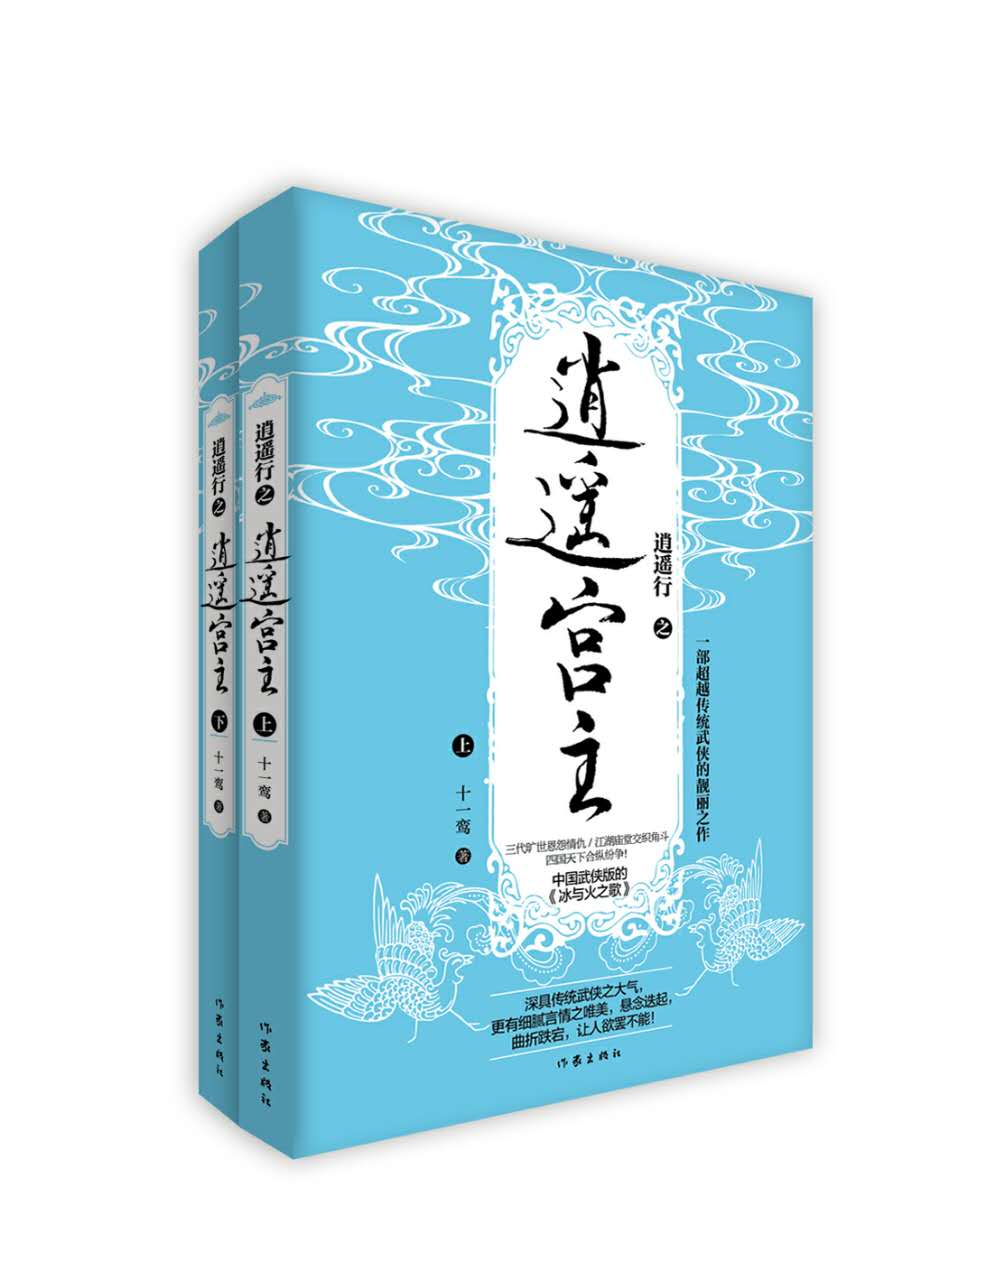 逍遥宫主
逍遥行之
一部超越传统武侠的靓丽之作
上 十一鸾 著
三代旷世恩怨情仇/江湖庙堂交织角斗
四国天下合纵纷争!
中国武侠版的
《冰与火之歌》
深具传统武侠之大气,
更有细腻言情之唯美,悬念迭起,
曲折跌宕,让人欲罢不能!
作家出版社
逍遥行之 逍遥宫主 上 十一鸾 著
作家出版社
逍遥行之 逍遥宫主 下 十一鸾 著
作家出版社